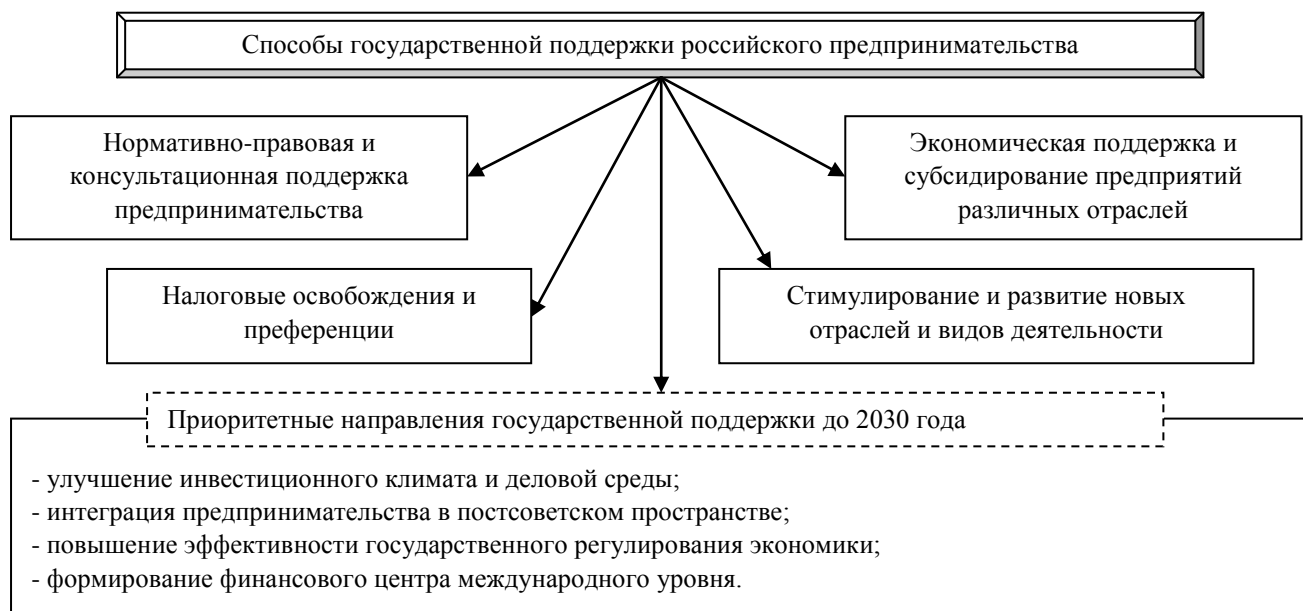 Способы государственной поддержки российского предпринимательства
Нормативно-правовая и
консультационная поддержка
предпринимательства
Экономическая поддержка и
субсидирование предприятий
различных отраслей
Налоговые освобождения и
преференции
Стимулирование и развитие новых
отраслей и видов деятельности
Приоритетные направления государственной поддержки до 2030 года
- улучшение инвестиционного климата и деловой среды;
- интеграция предпринимательства в постсоветском пространстве;
- повышение эффективности государственного регулирования экономики;
- формирование финансового центра международного уровня.